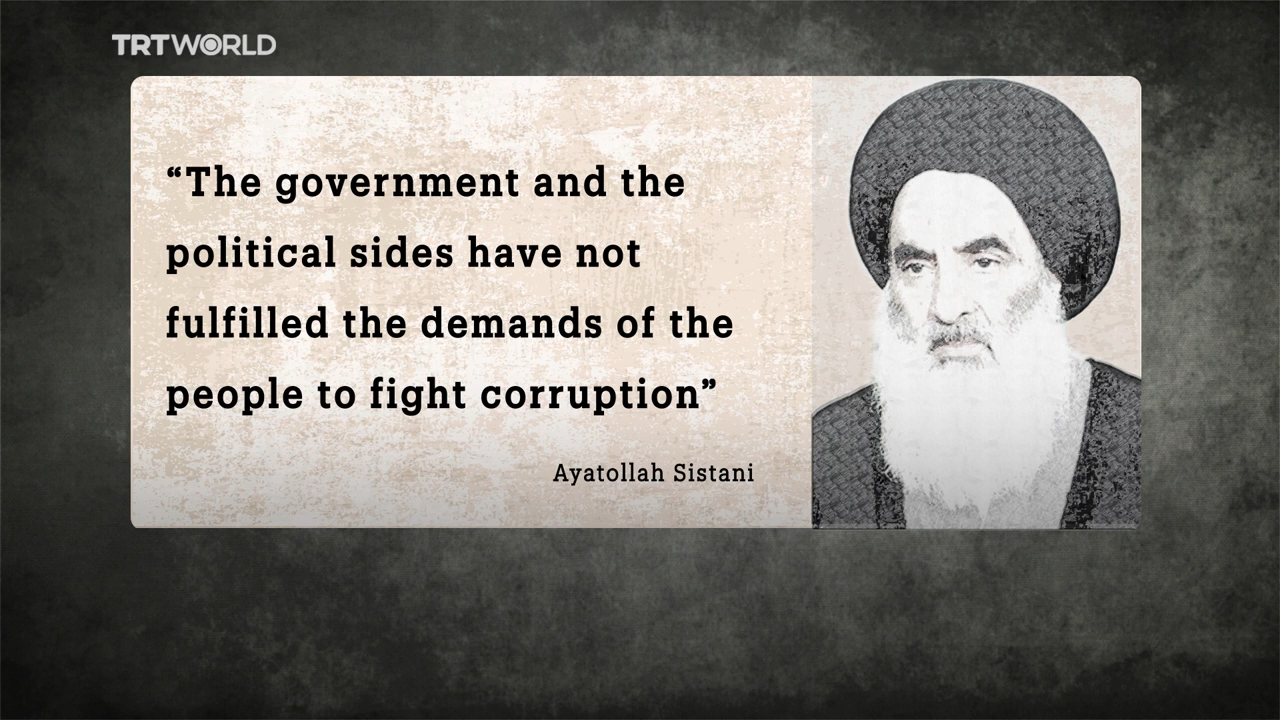 TRTWORLD
“The government and the
political sides have not
fulfilled the demands of the
people to fight corruption”
Ayatollah Sistani